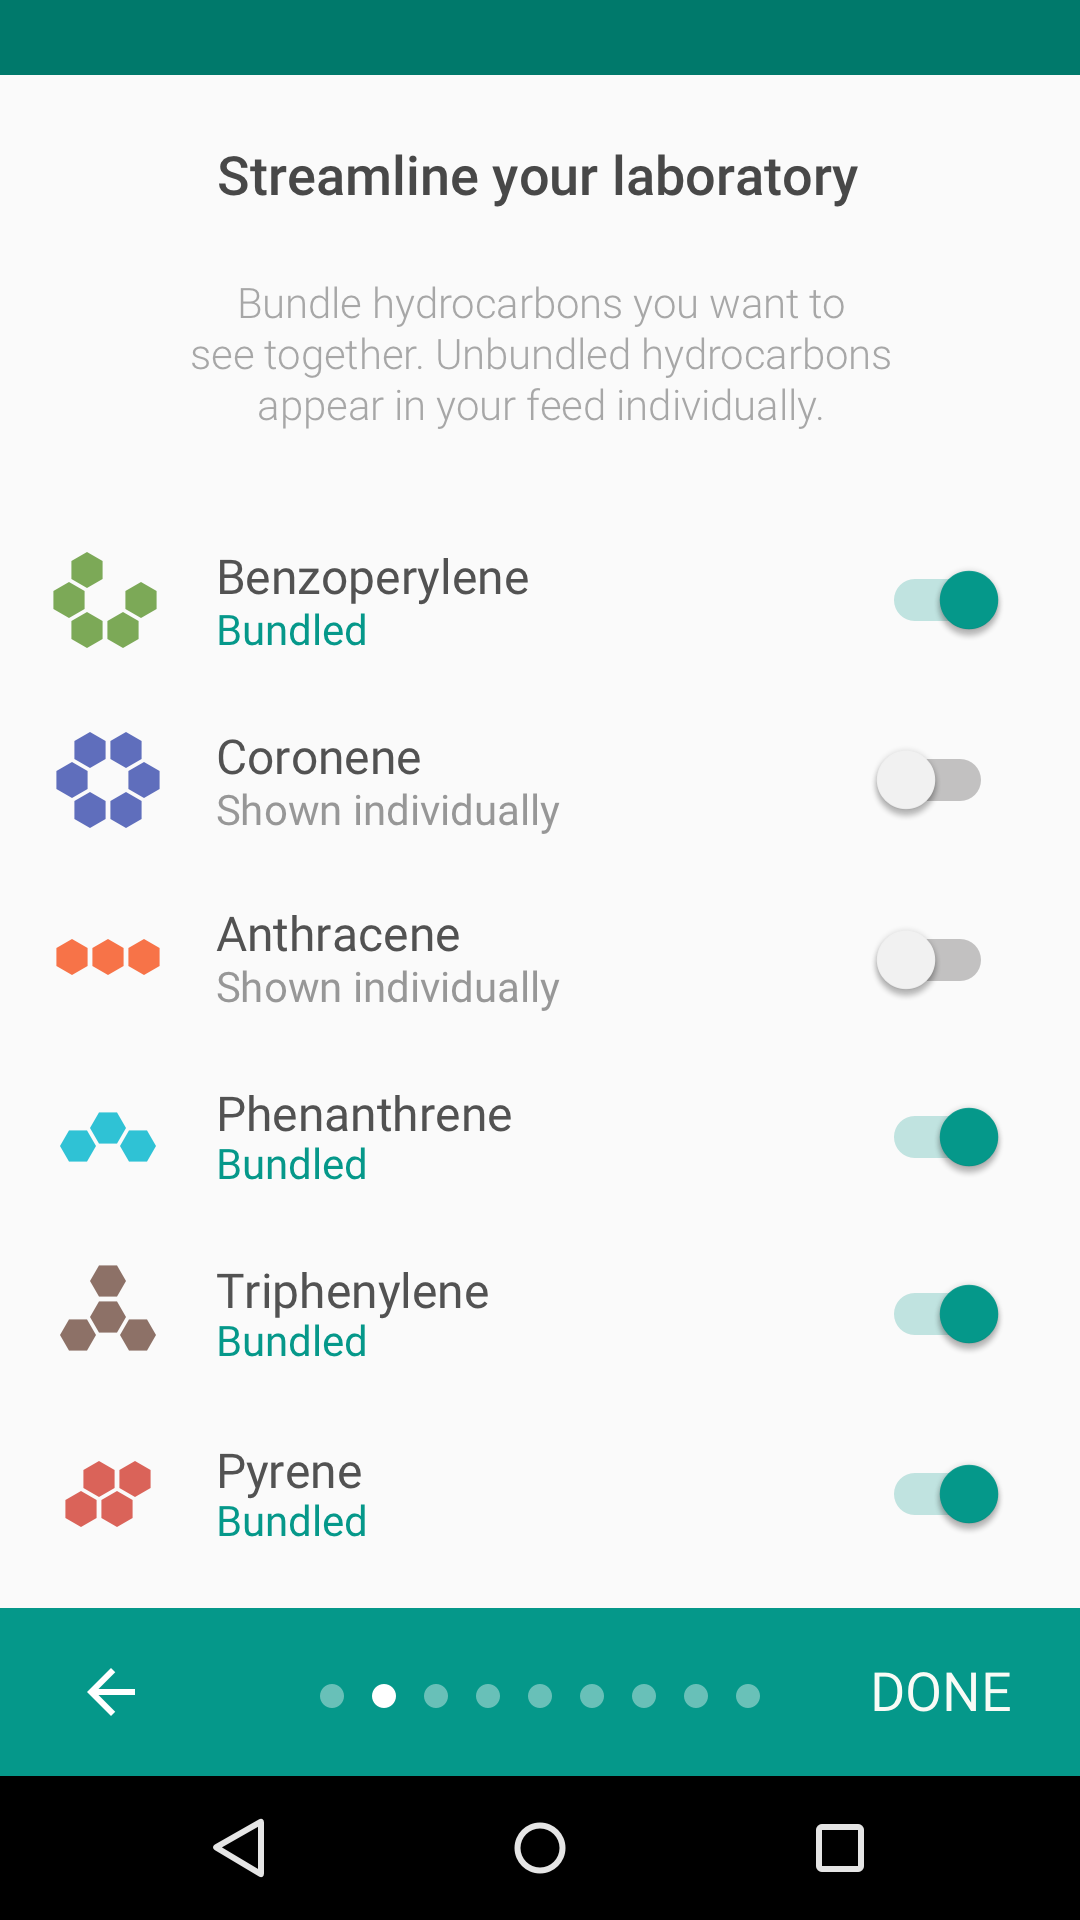 Streamline your laboratory
Bundle hydrocarbons you want to
see together. Unbundled hydrocarbons
appear in your feed individually.
Benzoperylene
Bundled
Coronene
Shown individually
Anthracene
Shown individually
Phenanthrene
Bundled
Triphenylene
Bundled
Pyrene
Bundled
DONE